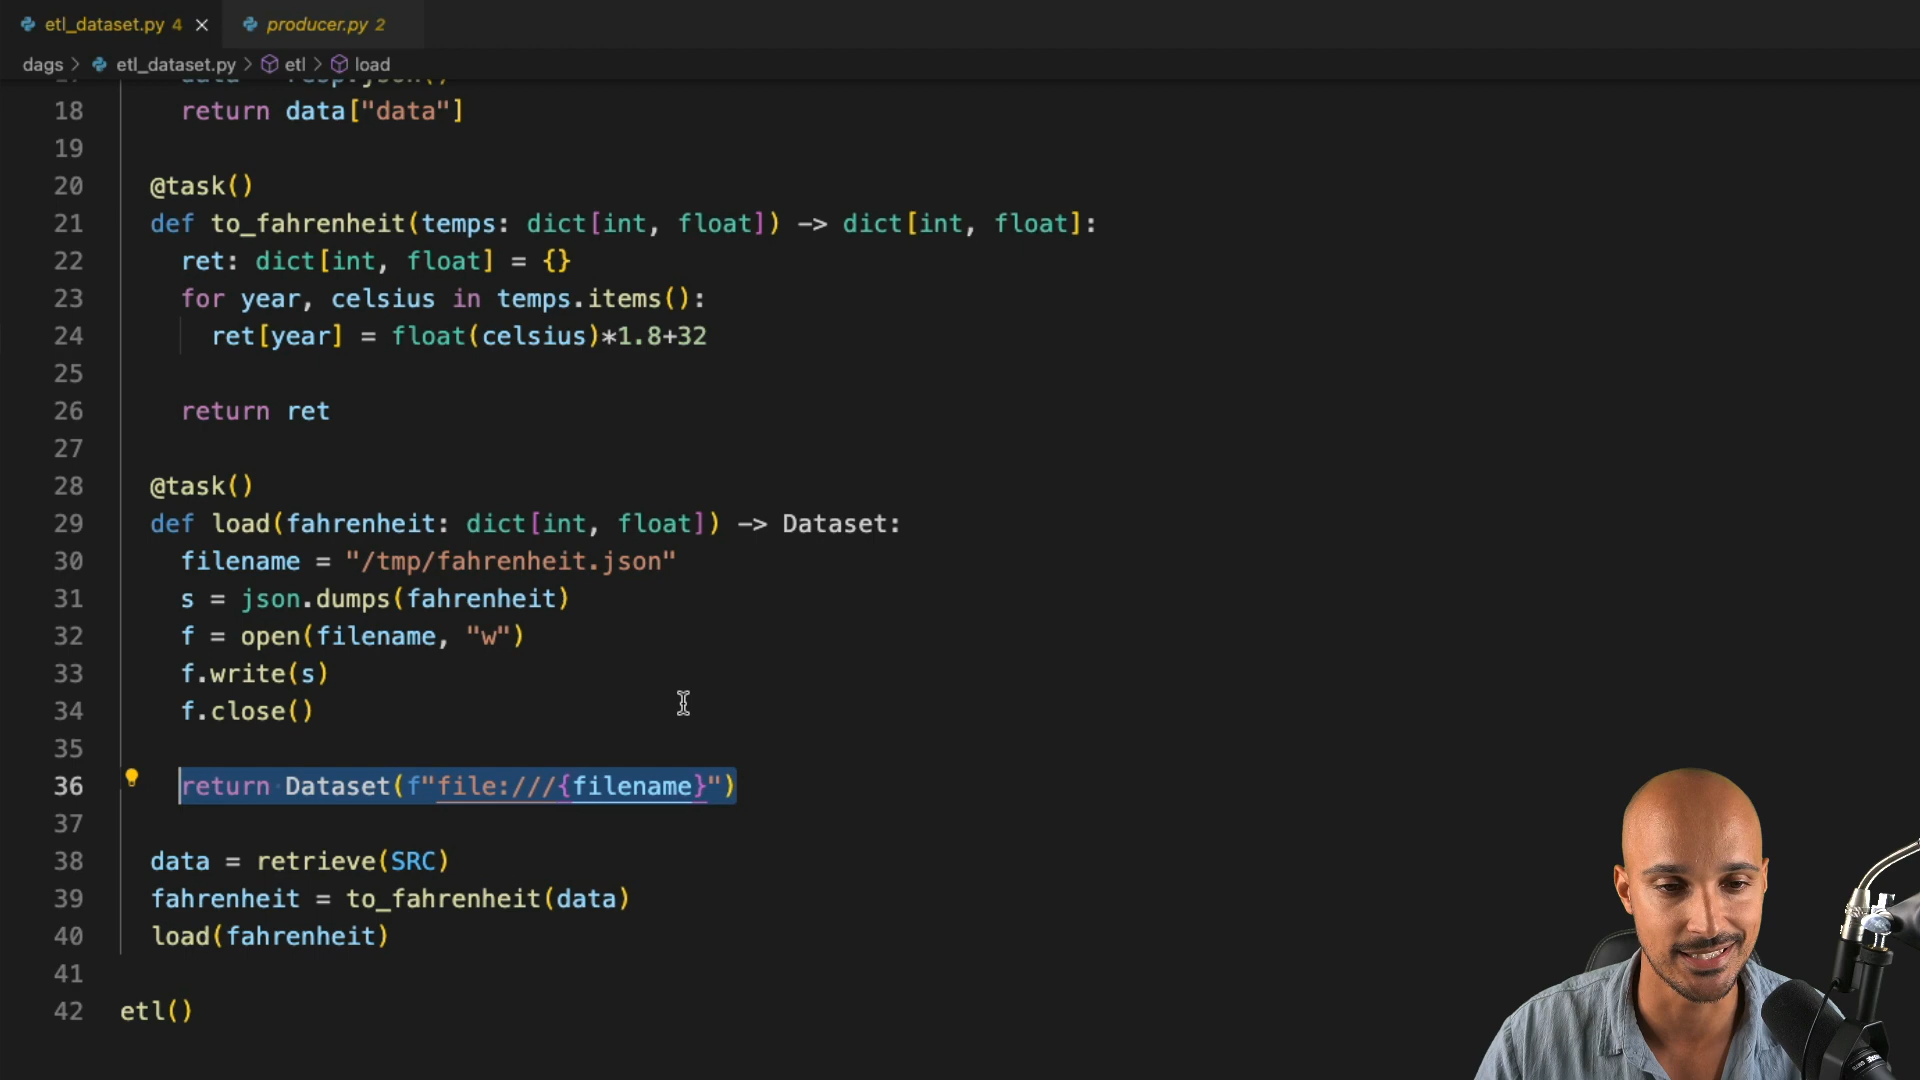 etl_dataset.py 4 × producer.py 2
dags > etl_dataset.py > etl > load
18 return data["data"]
19
20 @task()
21 def to_fahrenheit(temps: dict[int, float]) -> dict[int, float]:
22 ret: dict[int, float] = {}
23 for year, celsius in temps.items():
24 ret[year] = float(celsius)*1.8+32
25
26 return ret
27
28 @task()
29 def load(fahrenheit: dict[int, float]) -> Dataset:
30 filename = "/tmp/fahrenheit.json"
31 s = json.dumps(fahrenheit)
32 f = open(filename, "w")
33 f.write(s)
34 f.close()
35
36 return Dataset(f"file:///{filename}")
37
38 data = retrieve(SRC)
39 fahrenheit = to_fahrenheit(data)
40 load(fahrenheit)
41
42 etl()